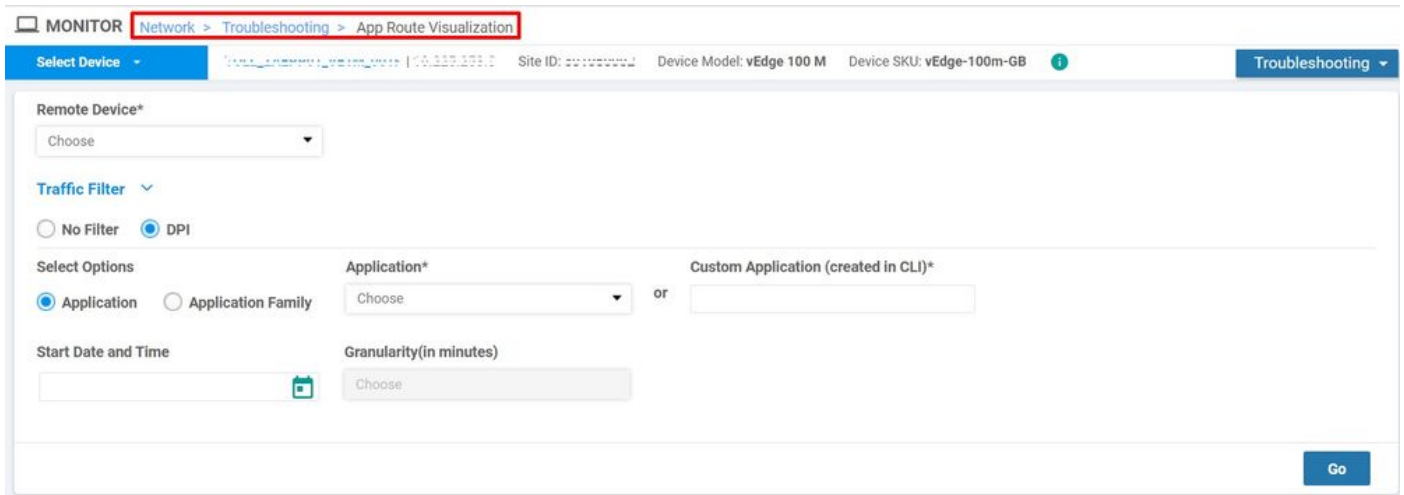 MONITOR Network > Troubleshooting > App Route Visualization
Select Device Site ID: Device Model: vEdge 100 M Device SKU: vEdge-100m-GB i Troubleshooting
Remote Device*
Choose
Traffic Filter
No Filter DPI
Select Options Application* Custom Application (created in CLI)*
Application Application Family Choose or
Start Date and Time Granularity(in minutes)
Choose
Go